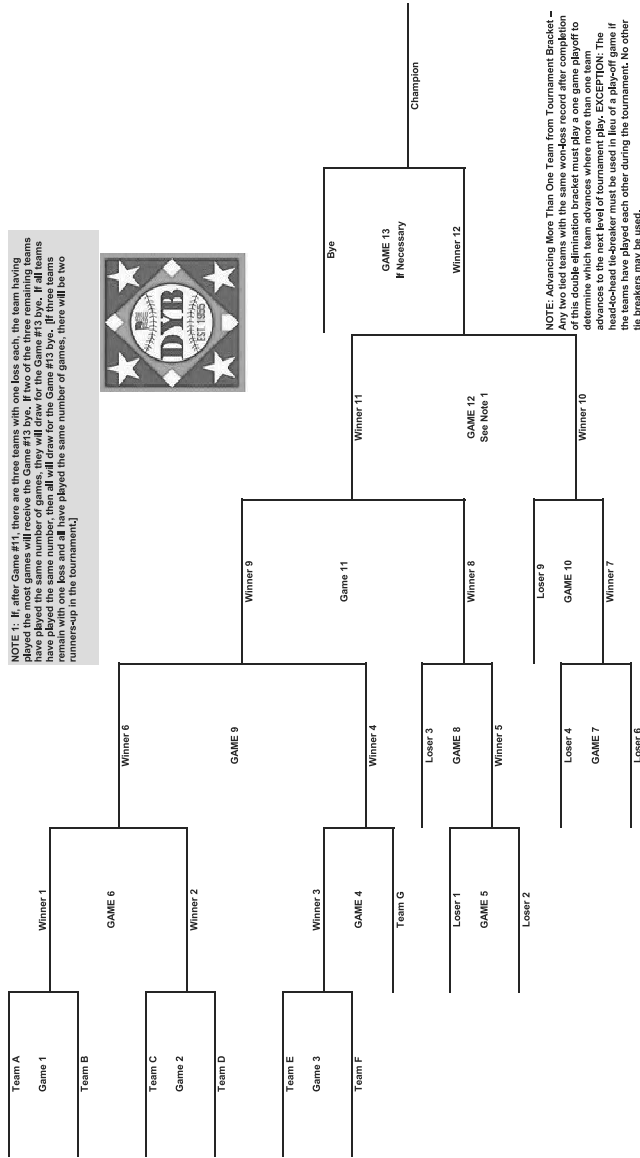 NOTE 1: If, after Game #11, there are three teams with one loss each, the team having
played the most games will receive the Game #13 bye. If two of the three remaining teams
have played the same number of games, they will draw for the Game #13 bye. If all teams
have played the same number, then all will draw for the Game #13 bye. [If three teams
remain with one loss and all have played the same number of games, there will be two
runners-up in the tournament.]
DYB
EST. 1955
Team A
Game 1
Team B
Team C
Game 2
Team D
Team E
Game 3
Team F
Winner 1
GAME 6
Winner 2
Winner 3
GAME 4
Team G
Loser 1
GAME 5
Loser 2
Winner 6
GAME 9
Winner 4
Loser 3
GAME 8
Winner 5
Loser 4
GAME 7
Loser 6
Winner 9
Game 11
Winner 8
Loser 9
GAME 10
Winner 7
Winner 11
GAME 12
See Note 1
Winner 10
Bye
GAME 13
If Necessary
Winner 12
Champion
NOTE: Advancing More Than One Team from Tournament Bracket –
Any two tied teams with the same won-loss record after completion
of this double elimination bracket must play a one game playoff to
determine which team advances where more than one team
advances to the next level of tournament play. EXCEPTION: The
head-to-head tie-breaker must be used in lieu of a play-off game if
the teams have played each other during the tournament. No other
tie breakers may be used.